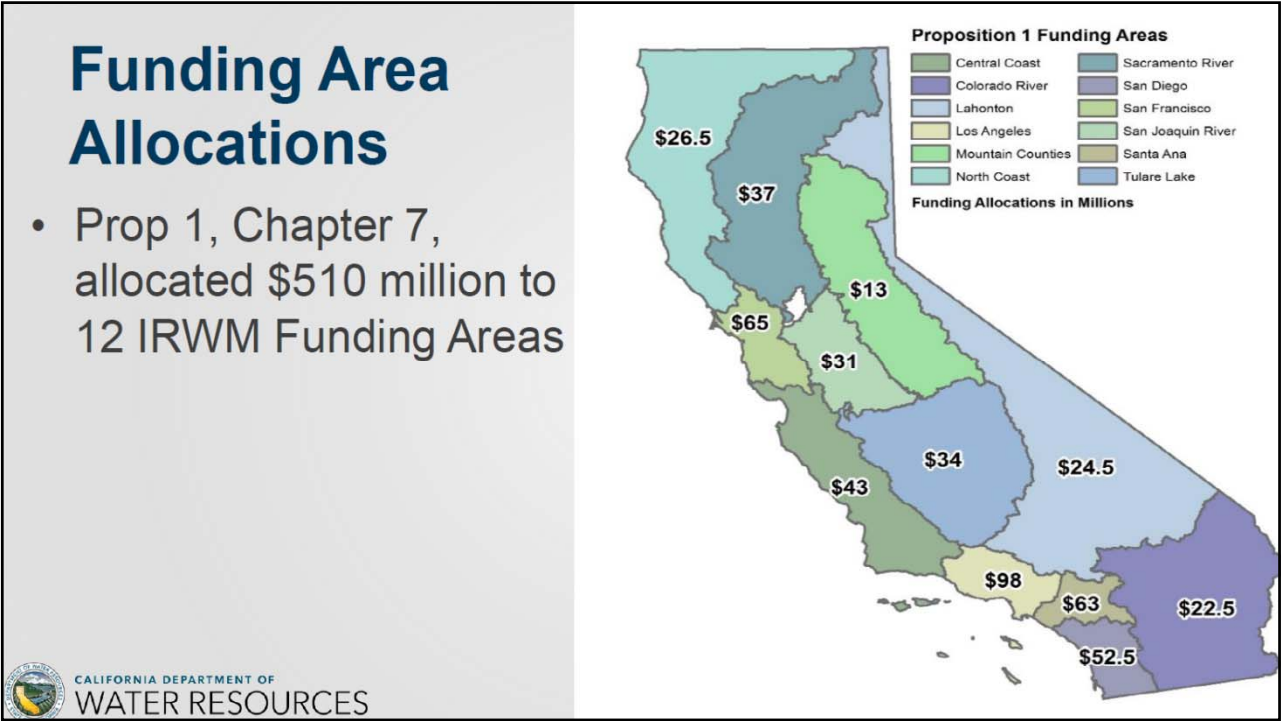 Funding Area
Allocations
• Prop 1, Chapter 7,
allocated $510 million to
12 IRWM Funding Areas
CALIFORNIA DEPARTMENT OF
WATER RESOURCES
Proposition 1 Funding Areas
Central Coast
Colorado River
Lahonton
Los Angeles
Mountain Counties
North Coast
Sacramento River
San Diego
San Francisco
San Joaquin River
Santa Ana
Tulare Lake
Funding Allocations in Millions
$26.5
$37
$13
$65
$31
$34
$24.5
$43
$98
$63
$22.5
$52.5